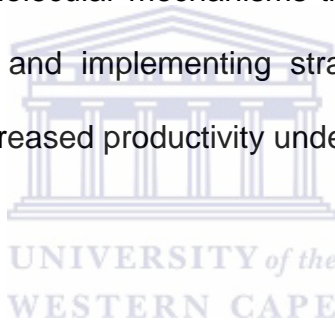 mechanisms
and implementing
productivity
UNIVERSITY of the
WESTERN CAPE